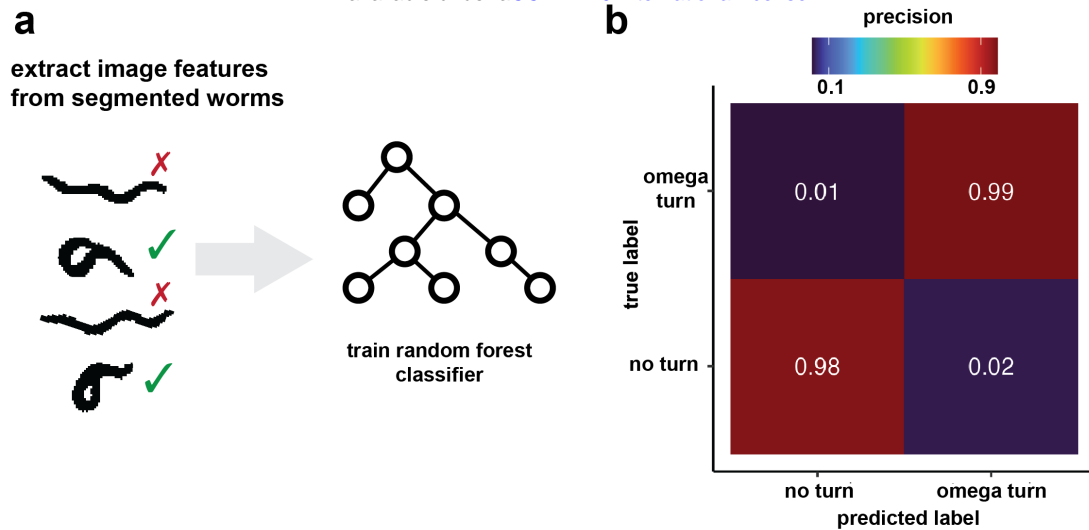 a
extract image features
from segmented worms
train random forest
classifier
b
precision
0.1 0.9
true label
omega
turn
0.01 0.99
no turn
0.98 0.02
no turn omega turn
predicted label